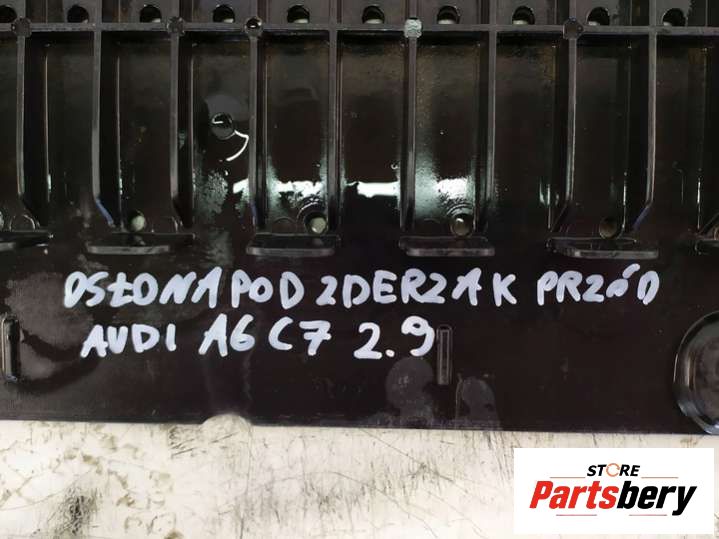 OSŁONA POD ZDERZAK PRZÓD
AUDI A6 C7 2.9
STORE
Partsbery